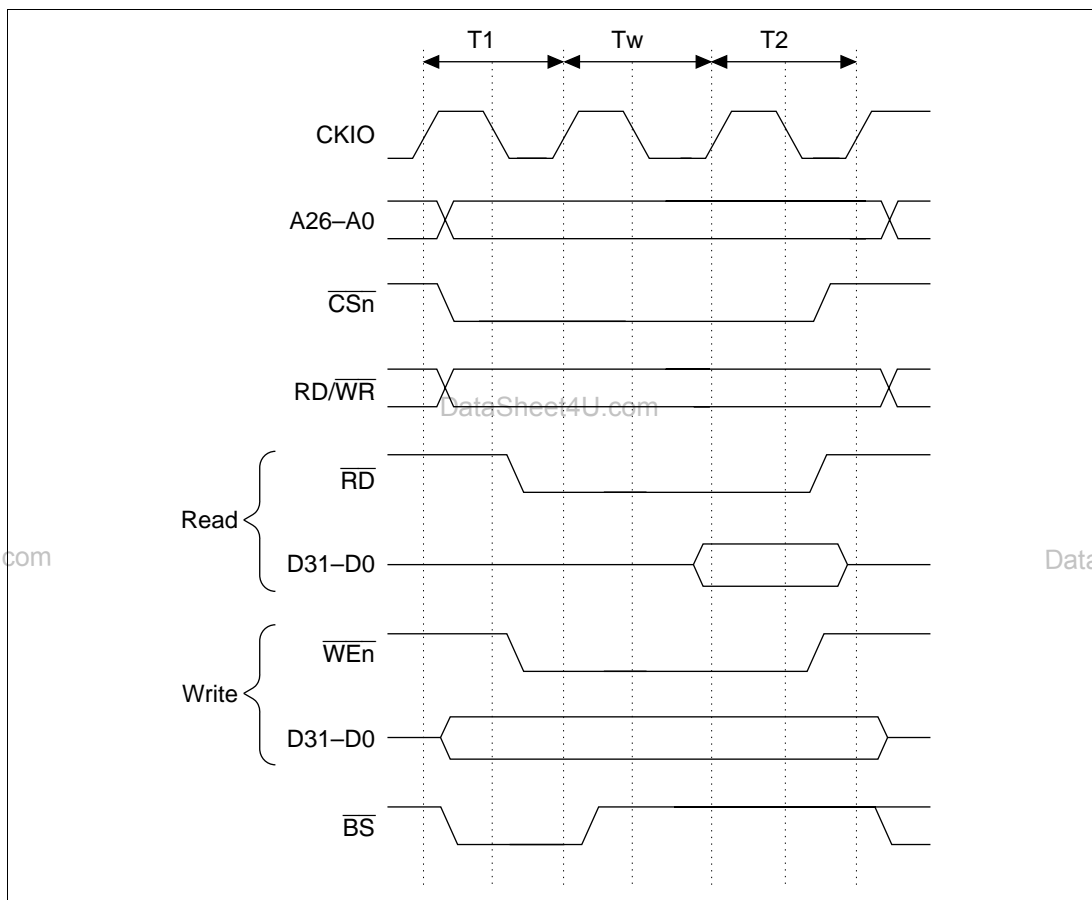 T1 Tw T2
CKIO
A26–A0
CSn
RD/WR
DataSheet4U.com
RD
Read
com
D31–D0
Data
WEn
Write
D31–D0
BS